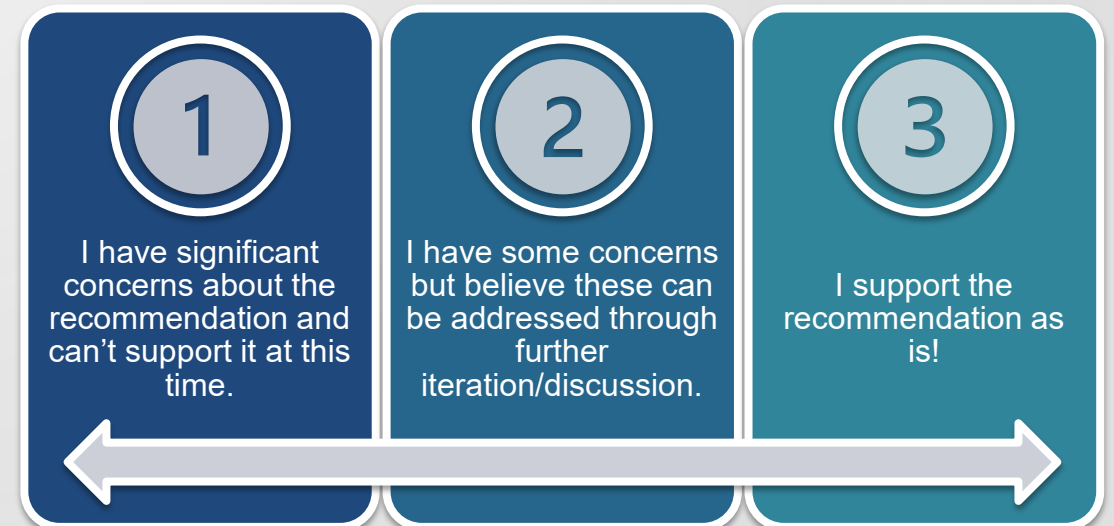 1
I have significant
concerns about the
recommendation and
can’t support it at this
time.
2
I have some concerns
but believe these can
be addressed through
further
iteration/discussion.
3
I support the
recommendation as
is!